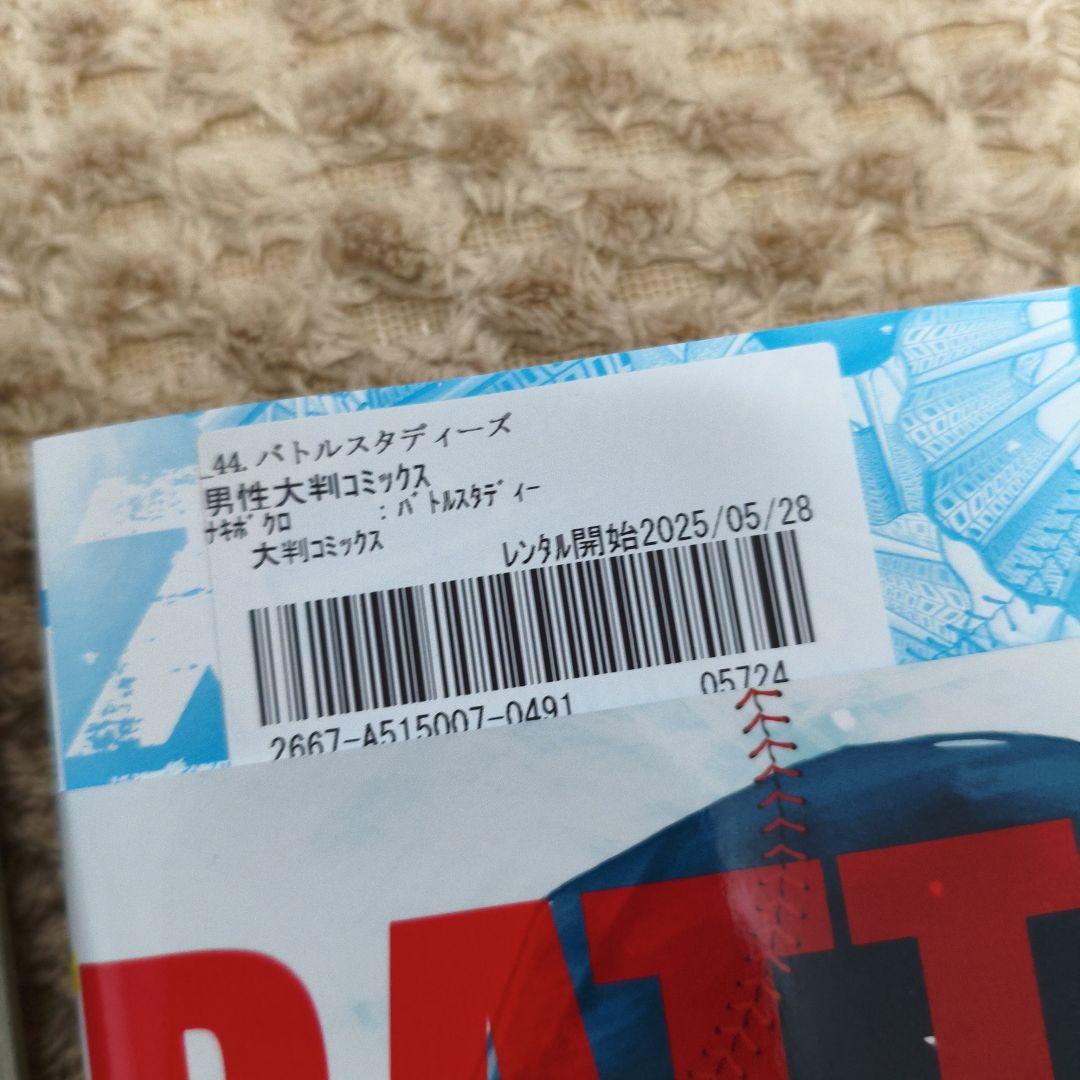 _44. バトルスタディーズ
男性大判コミックス
ナキボクロ : バトルスタディー
大判コミックス
レンタル開始2025/05/28
05724
2667-A515007-0491
BATT